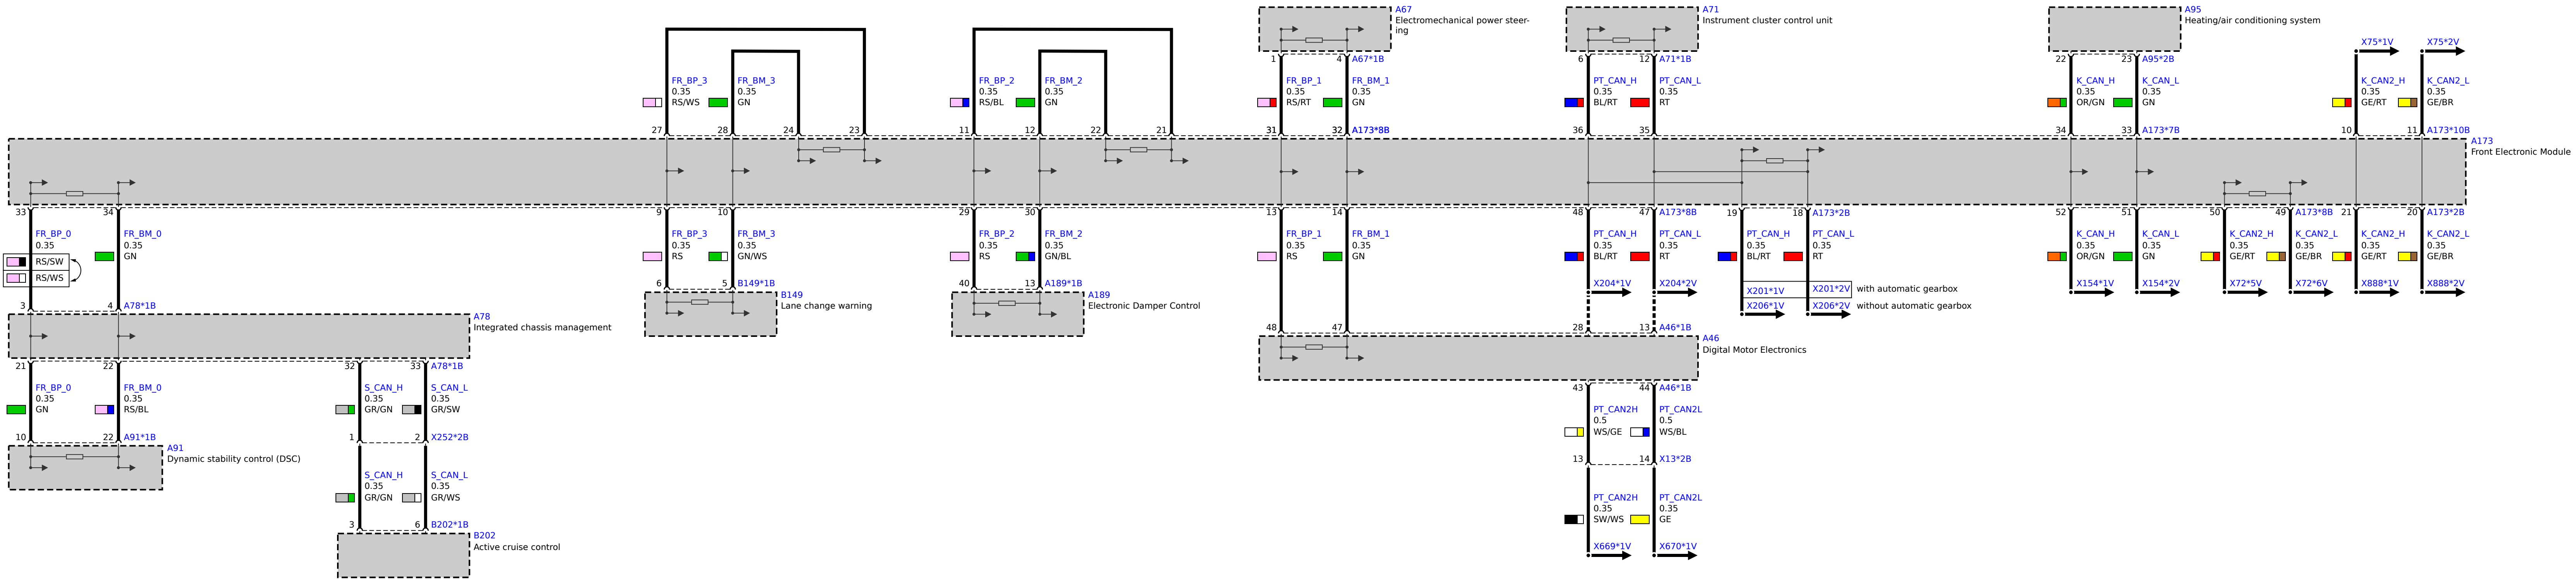 A67
Electromechanical power steer-
ing
A71
Instrument cluster control unit
A95
Heating/air conditioning system
X75*1V
X75*2V
1 4 A67*1B
6 12 A71*1B
22 23 A95*2B
FR_BP_3 FR_BM_3 FR_BP_2 FR_BM_2 FR_BP_1 FR_BM_1 PT_CAN_H PT_CAN_L K_CAN_H K_CAN_L K_CAN2_H K_CAN2_L
0.35 0.35 0.35 0.35 0.35 0.35 0.35 0.35 0.35 0.35 0.35 0.35
RS/WS GN RS/BL GN RS/RT GN BL/RT RT OR/GN GN GE/RT GE/BR
27 28 24 23 11 12 22 21 31 32 A173*8B 36 35 34 33 A173*7B 10 11 A173*10B
A173
Front Electronic Module
33 34 9 10 29 30 13 14 48 47 A173*8B 19 18 A173*2B 52 51 50 49 A173*8B 21 20 A173*2B
FR_BP_0 FR_BM_0 FR_BP_3 FR_BM_3 FR_BP_2 FR_BM_2 FR_BP_1 FR_BM_1 PT_CAN_H PT_CAN_L PT_CAN_H PT_CAN_L K_CAN_H K_CAN_L K_CAN2_H K_CAN2_L K_CAN2_H K_CAN2_L
0.35 0.35 0.35 0.35 0.35 0.35 0.35 0.35 0.35 0.35 0.35 0.35 0.35 0.35 0.35 0.35 0.35 0.35
RS/SW GN RS GN/WS RS GN/BL RS GN BL/RT RT BL/RT RT OR/GN GN GE/RT GE/BR GE/RT GE/BR
RS/WS
6 5 B149*1B 40 13 A189*1B X204*1V X204*2V X154*1V X154*2V X72*5V X72*6V X888*1V X888*2V
X201*1V X201*2V with automatic gearbox
X206*1V X206*2V without automatic gearbox
B149
Lane change warning
A189
Electronic Damper Control
3 4 A78*1B
A78
Integrated chassis management
48 47 28 13 A46*1B
A46
Digital Motor Electronics
21 22 32 33 A78*1B
FR_BP_0 FR_BM_0 S_CAN_H S_CAN_L
0.35 0.35 0.35 0.35
GN RS/BL GR/GN GR/SW
43 44 A46*1B
PT_CAN2H PT_CAN2L
0.5 0.5
WS/GE WS/BL
10 22 A91*1B 1 2 X252*2B
A91
Dynamic stability control (DSC)
13 14 X13*2B
S_CAN_H S_CAN_L
0.35 0.35
GR/GN GR/WS
PT_CAN2H PT_CAN2L
0.35 0.35
SW/WS GE
3 6 B202*1B
B202
Active cruise control
X669*1V X670*1V